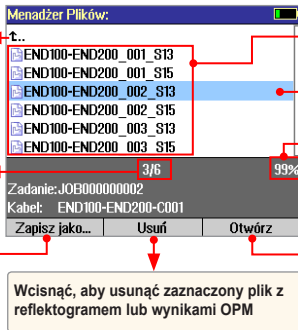 Menadżer Plików:
..
END100-END200_001_S13
END100-END200_001_S15
END100-END200_002_S13
END100-END200_002_S15
END100-END200_003_S13
END100-END200_003_S15
3/6
99%
Zadanie:JOB000000002
Kabel: END100-END200-C001
Zapisz jako... Usuń Otwórz
Wcisnąć, aby usunąć zaznaczony plik z
reflektogramem lub wynikami OPM